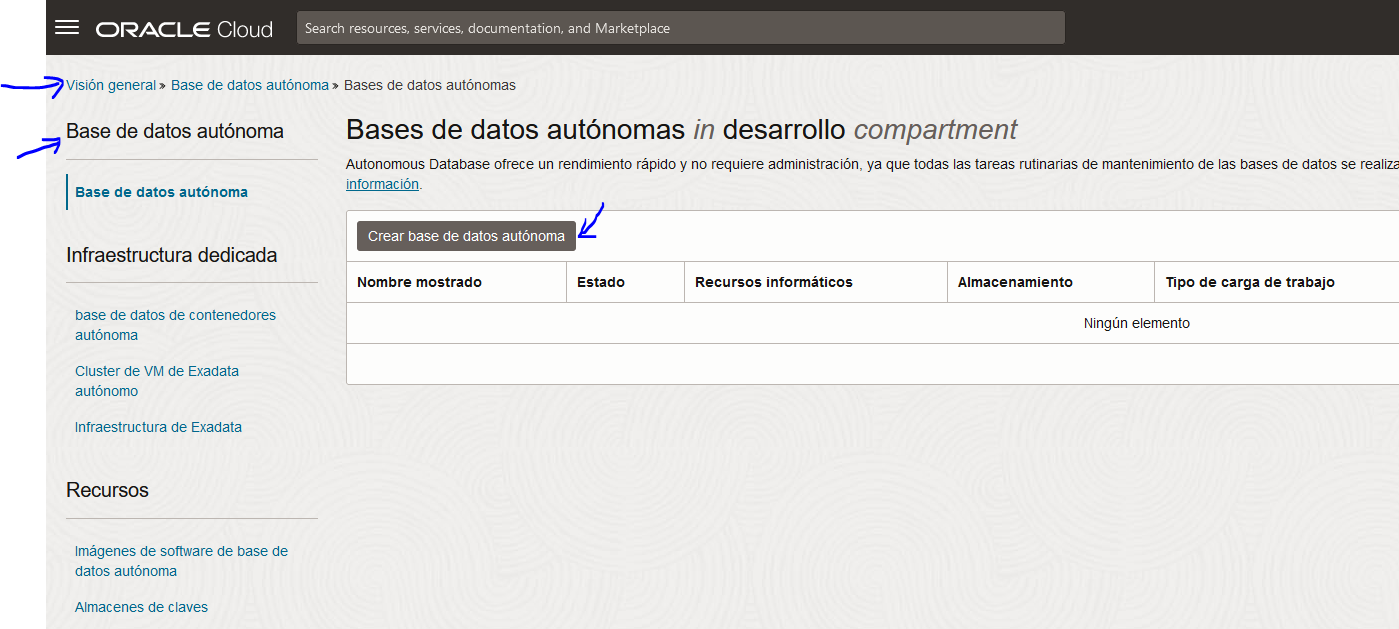 ORACLE Cloud
Search resources, services, documentation, and Marketplace
Visión general » Base de datos autónoma » Bases de datos autónomas
Base de datos autónoma
Base de datos autónoma
Infraestructura dedicada
base de datos de contenedores
autónoma
Cluster de VM de Exadata
autónomo
Infraestructura de Exadata
Recursos
Imágenes de software de base de
datos autónoma
Almacenes de claves
Bases de datos autónomas in desarrollo compartment
Autonomous Database ofrece un rendimiento rápido y no requiere administración, ya que todas las tareas rutinarias de mantenimiento de las bases de datos se realiza
información.
Crear base de datos autónoma
Nombre mostrado Estado Recursos informáticos Almacenamiento Tipo de carga de trabajo
Ningún elemento